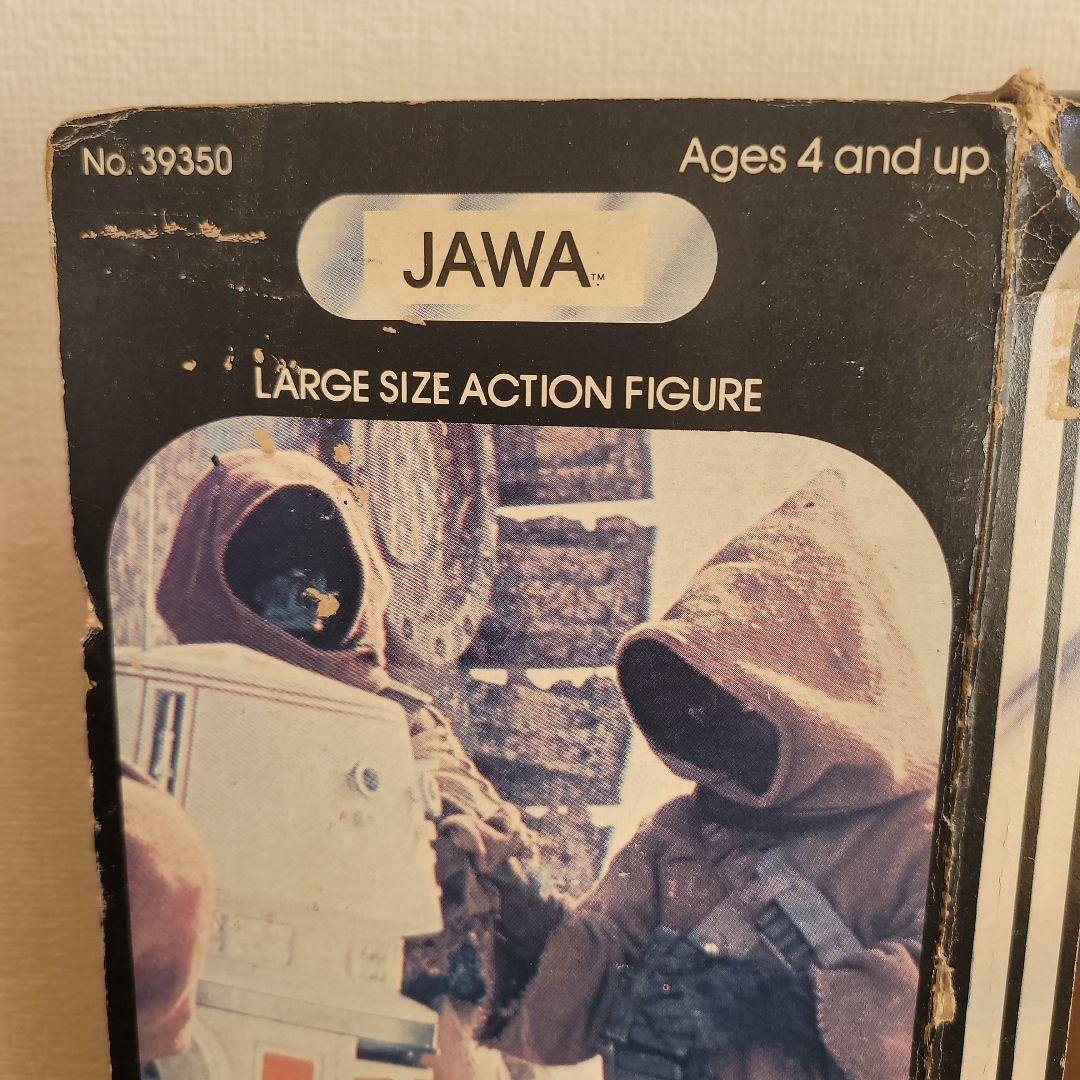 No. 39350
Ages 4 and up
JAWA™
LARGE SIZE ACTION FIGURE